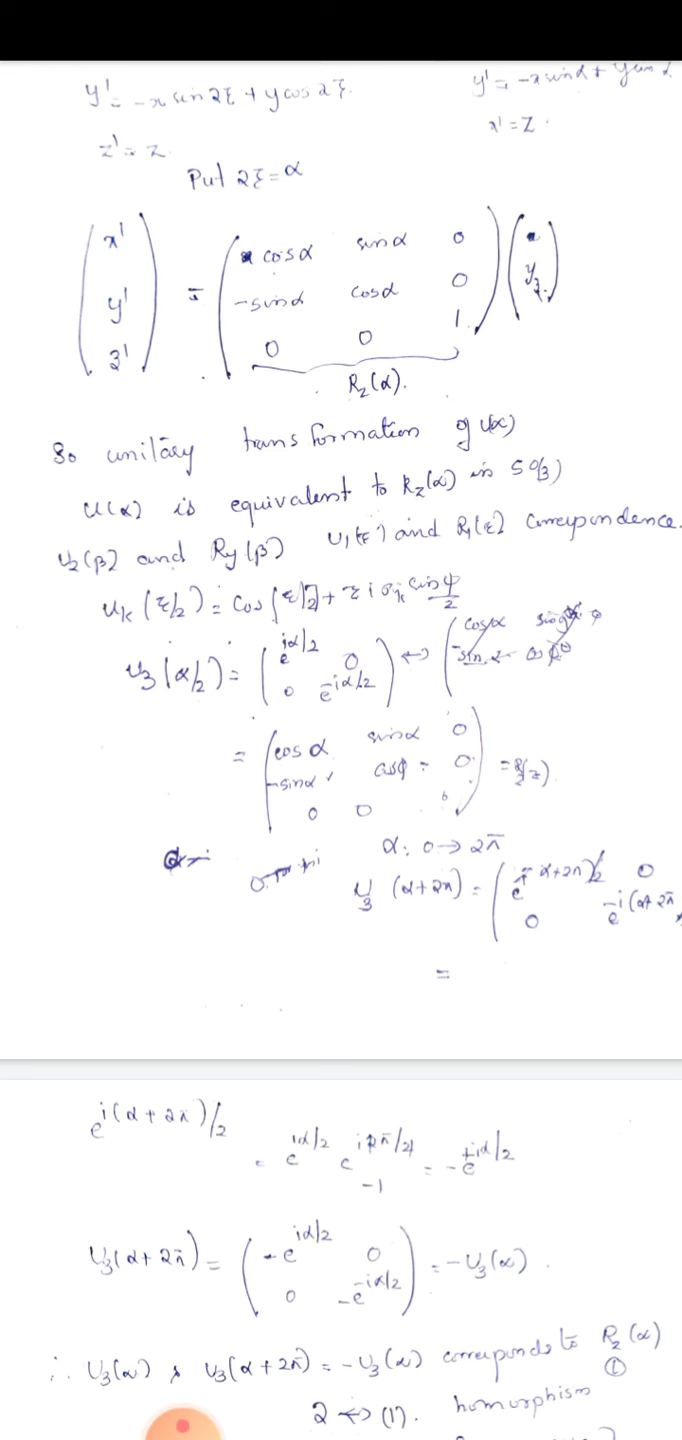 y' = -x sin 2ξ + y cos 2ξ.
y' = -x sin α + y cos α
z' = z.
x' = Z.
Put 2ξ = α
(x' y' 3') = (cos α sin α 0
-sin α cos α 0
0 0 1.) (y z.)
R_z(α).
So unitary transformation of u(α)
U(α) is equivalent to R_z(α) in SO(3)
U_2(β) and R_y(β) U_1(ξ) and R_1(ξ) correspondence.
U_k(ξ/2) = cos [ξ/2] + i σ_k sin φ/2
U_3(α/2) = (e^{iα/2} 0
0 e^{-iα/2}) ↔
= (cos α sin α 0
-sin α cos φ 0
0 0)
α: 0 → 2π
U_3 (α+2π) = (e^{i(α+2π)/2} 0
0 e^{-i(α+2π
=
e^{i(α+2π)/2}
= e^{iα/2} e^{i2π/2} = -e^{+iα/2}
-1
U_3(α+2π) = (-e^{iα/2} 0
0 -e^{-iα/2}) = -U_3(α).
∴ U_3(α) & U_3(α+2π) = -U_3(α) corresponds to R_z(α)
①
2 ↔ (1). homorphism